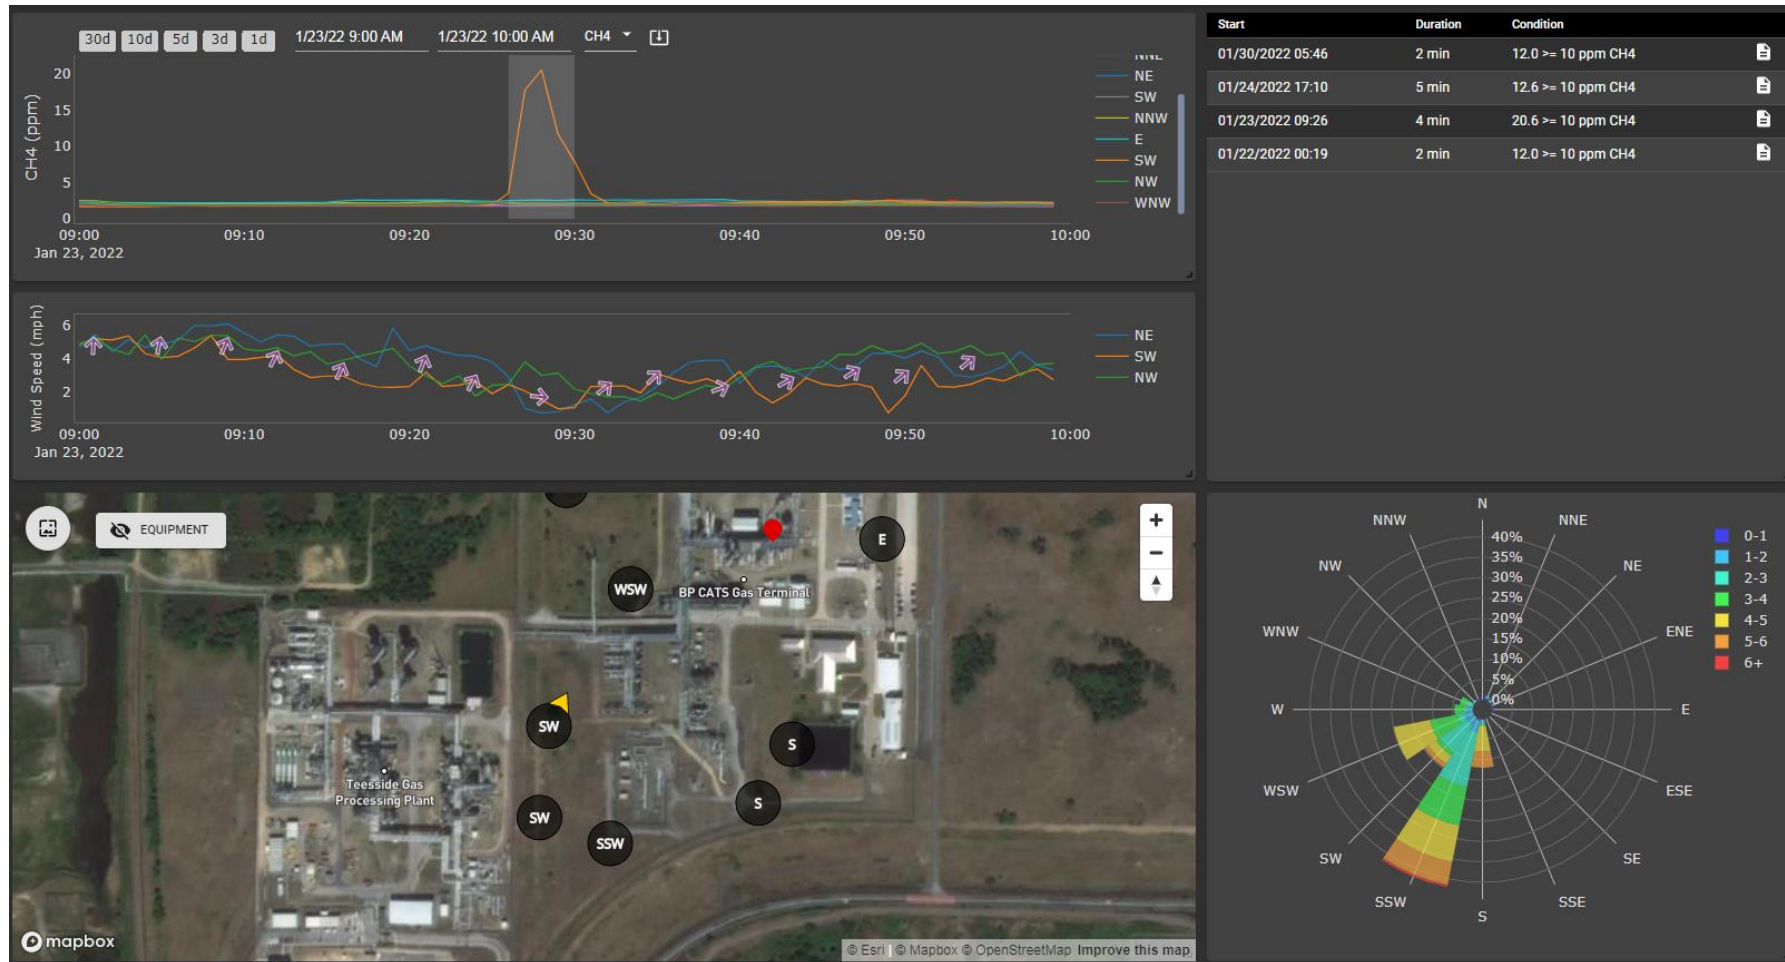 30d 10d 5d 3d 1d 1/23/22 9:00 AM 1/23/22 10:00 AM CH4
CH4 (ppm)
20
15
10
5
0
09:00 09:10 09:20 09:30 09:40 09:50 10:00
Jan 23, 2022
NNE
NE
SW
NNW
E
SW
NW
WNW
Start Duration Condition
01/30/2022 05:46 2 min 12.0 >= 10 ppm CH4
01/24/2022 17:10 5 min 12.6 >= 10 ppm CH4
01/23/2022 09:26 4 min 20.6 >= 10 ppm CH4
01/22/2022 00:19 2 min 12.0 >= 10 ppm CH4
Wind Speed (mph)
6
4
2
09:00 09:10 09:20 09:30 09:40 09:50 10:00
Jan 23, 2022
NE
SW
NW
EQUIPMENT
E
WSW
BP CATS Gas Terminal
SW
S
Teesside Gas
Processing Plant
S
SW
SSW
mapbox
© Esri | © Mapbox © OpenStreetMap Improve this map
N
NNW NNE
NW NE
WNW ENE
W E
WSW ESE
SW SE
SSW SSE
S
40%
35%
30%
25%
20%
15%
10%
5%
0%
0-1
1-2
2-3
3-4
4-5
5-6
6+